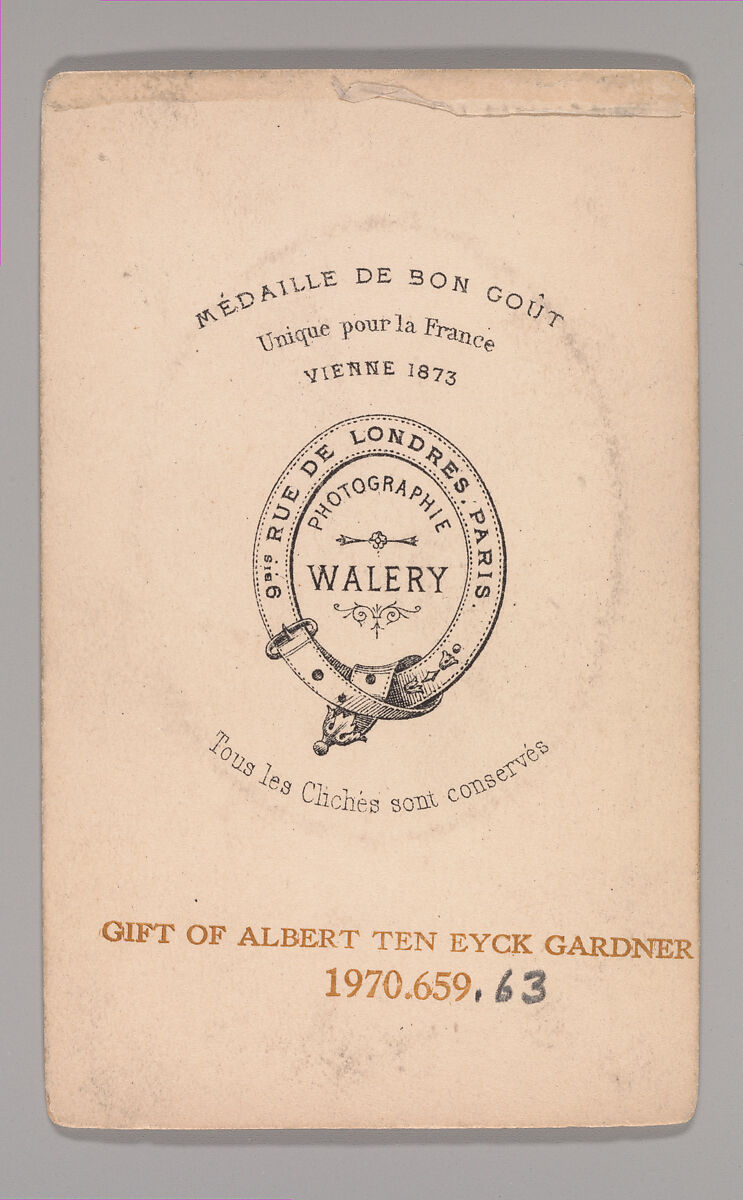 MÉDAILLE DE BON GOÛT
Unique pour la France
VIENNE 1873
9BIS RUE DE LONDRES. PARIS.
PHOTOGRAPHIE
WALERY
Tous les Clichés sont conservés
GIFT OF ALBERT TEN EYCK GARDNER
1970.659.63